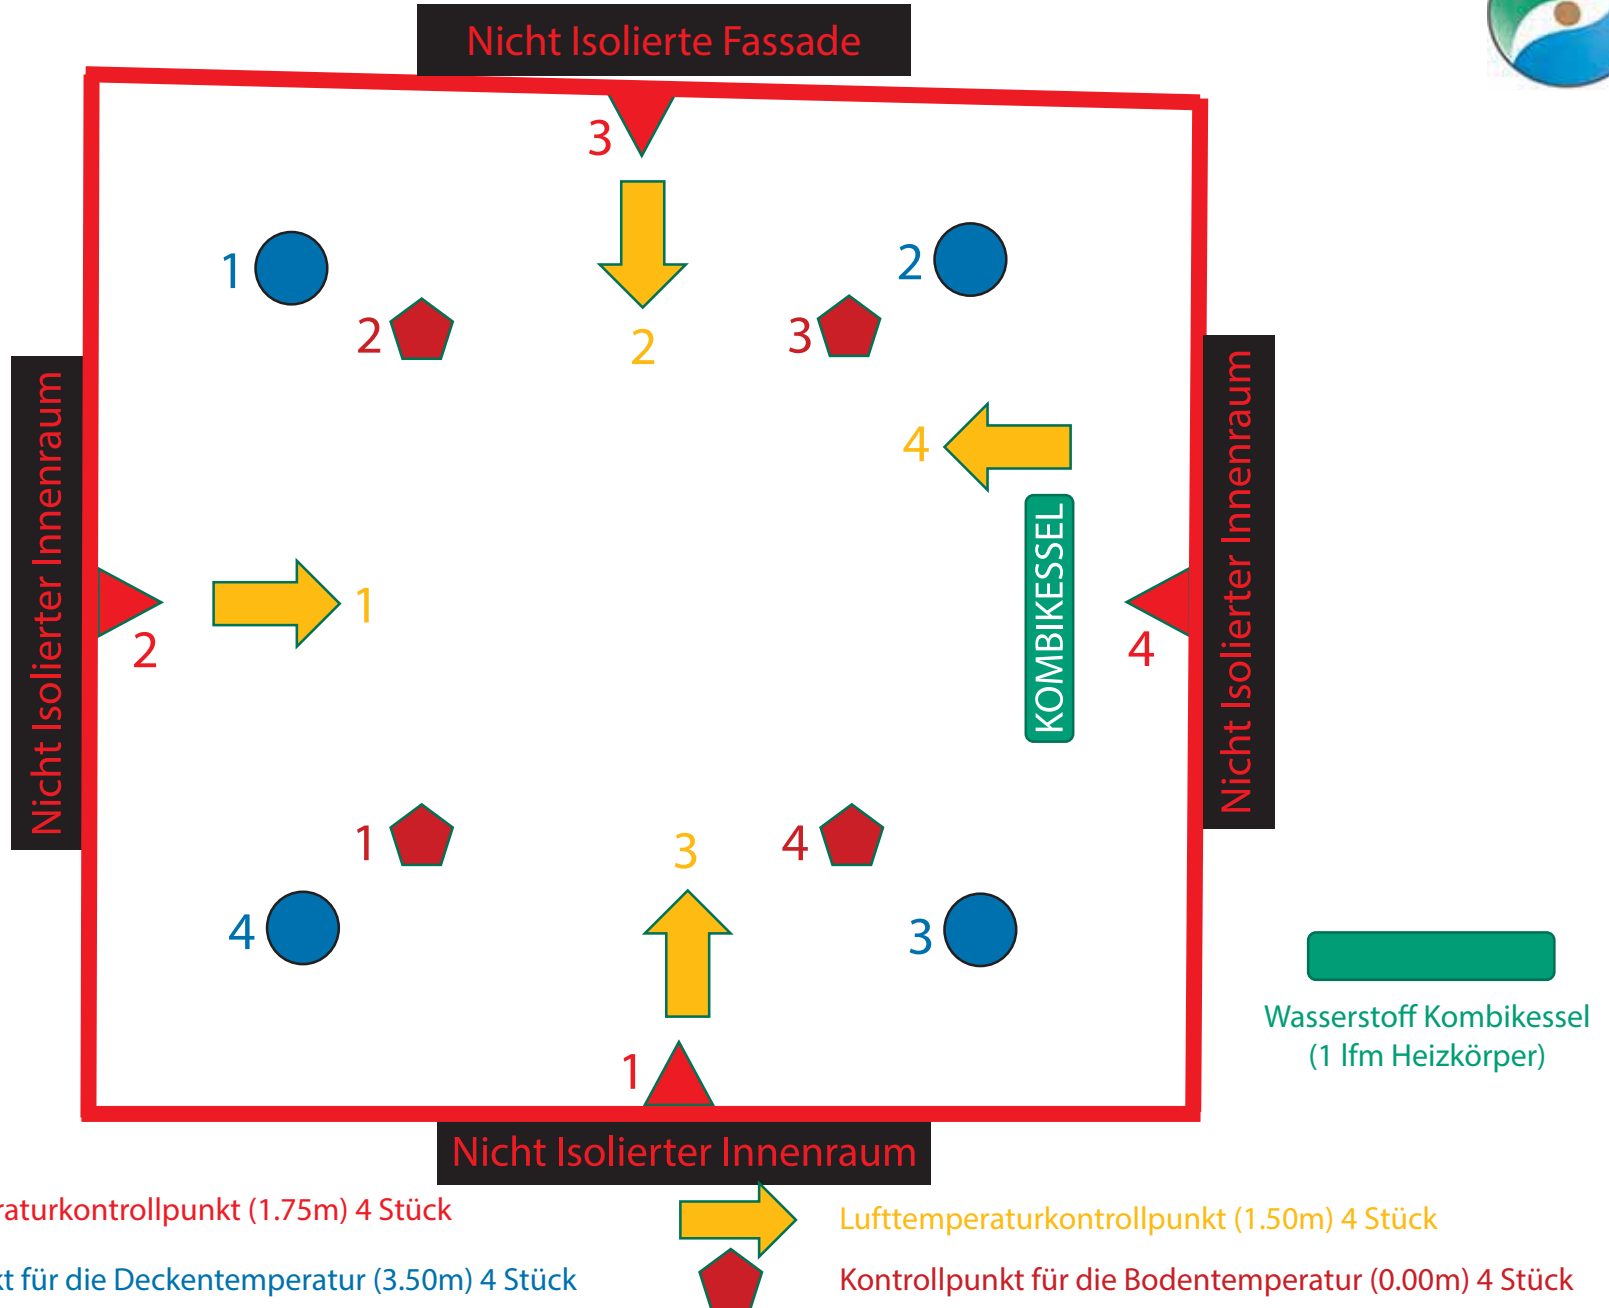 Nicht Isolierte Fassade
3
1
2
2
3
2
4
Nicht Isolierter Innenraum
Nicht Isolierter Innenraum
KOMBIKESSEL
1
2
4
1
3
4
4
3
Wasserstoff Kombikessel
(1 lfm Heizkörper)
1
Nicht Isolierter Innenraum
(1.75m) 4 Stück
Lufttemperaturkontrollpunkt (1.50m) 4 Stück
für die Deckentemperatur (3.50m) 4 Stück
Kontrollpunkt für die Bodentemperatur (0.00m) 4 Stück